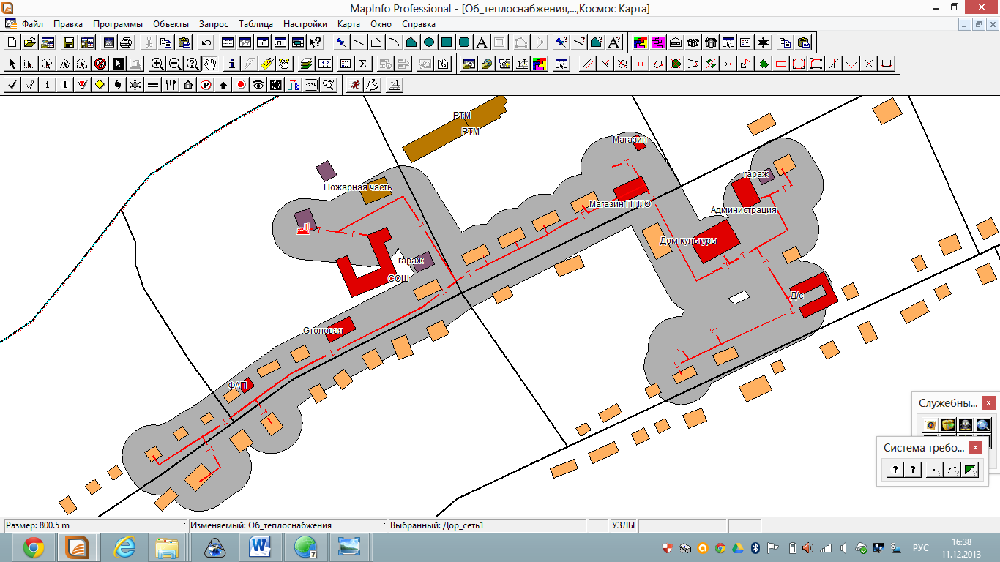 MapInfo Professional - [Об_теплоснабжения,...,Космос Карта]
Файл Правка Программы Объекты Запрос Таблица Настройки Карта Окно Справка
РТМ
РТМ
Магазин
Пожарная часть
гараж
Магазин ПТПО
Администрация
Дом культуры
гараж
СОШ
Д/с
Столовая
ФАП
Служебны...
Система требо...
Размер: 800.5 m
Изменяемый: Об_теплоснабжения
Выбранный: Дор_сеть1
УЗЛЫ
РУС
16:38
11.12.2013